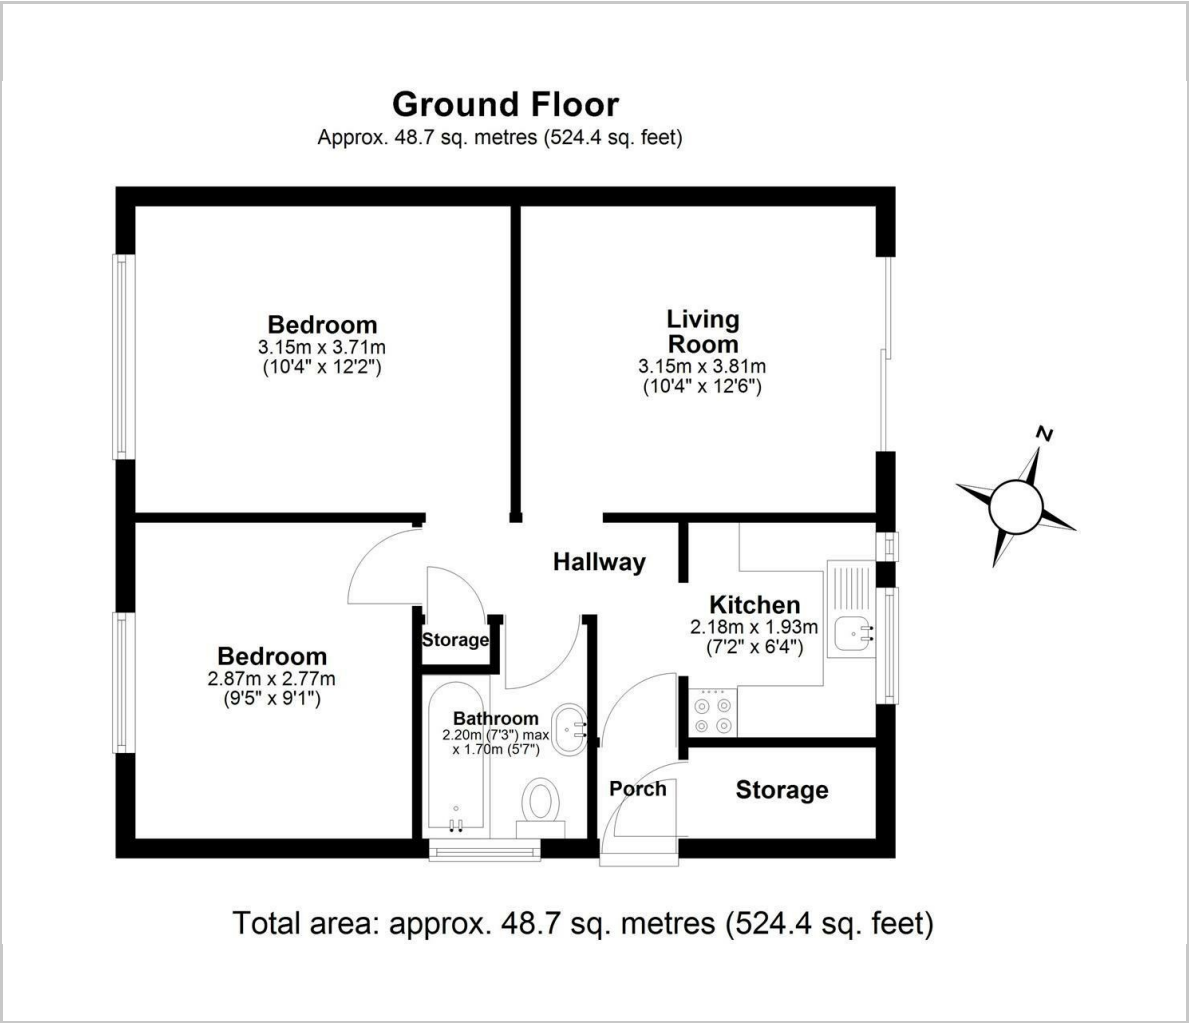 Ground Floor
Approx. 48.7 sq. metres (524.4 sq. feet)
Bedroom
3.15m x 3.71m
(10'4" x 12'2")
Living
Room
3.15m x 3.81m
(10'4" x 12'6")
N
Hallway
Kitchen
2.18m x 1.93m
(7'2" x 6'4")
Storage
Bedroom
2.87m x 2.77m
(9'5" x 9'1")
Bathroom
2.20m (7'3") max
x 1.70m (5'7")
Porch
Storage
Total area: approx. 48.7 sq. metres (524.4 sq. feet)